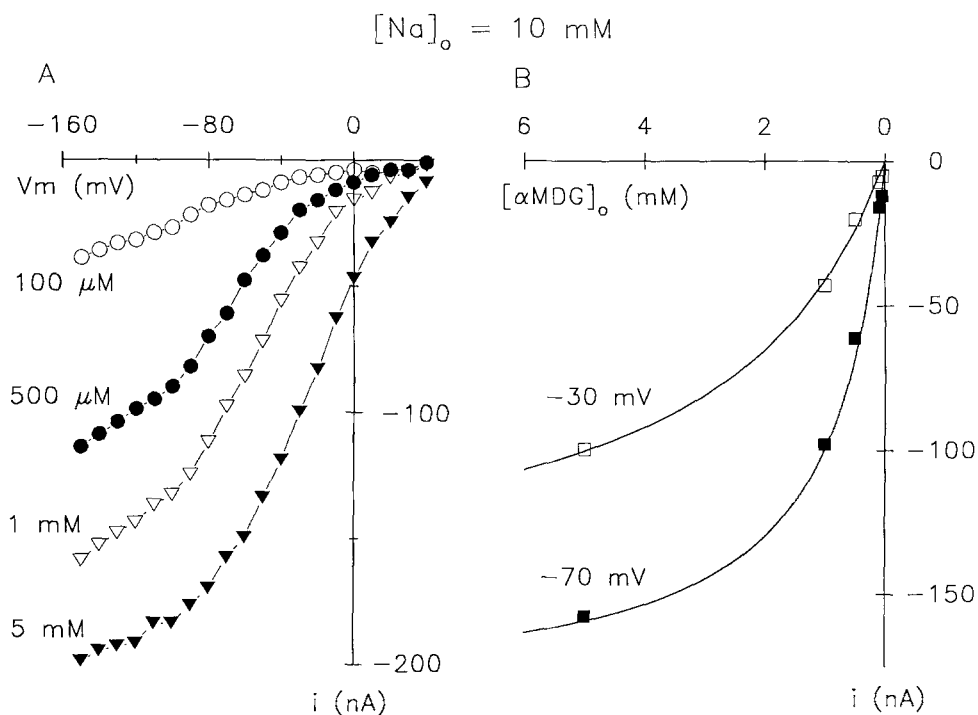 [Na]o = 10 mM
A
B
−160 −80 0
6 4 2 0
Vm (mV)
[αMDG]o (mM)
0
100 μM
−50
−30 mV
500 μM
−100
−100
1 mM
−70 mV
−150
5 mM
−200
i (nA)
i (nA)